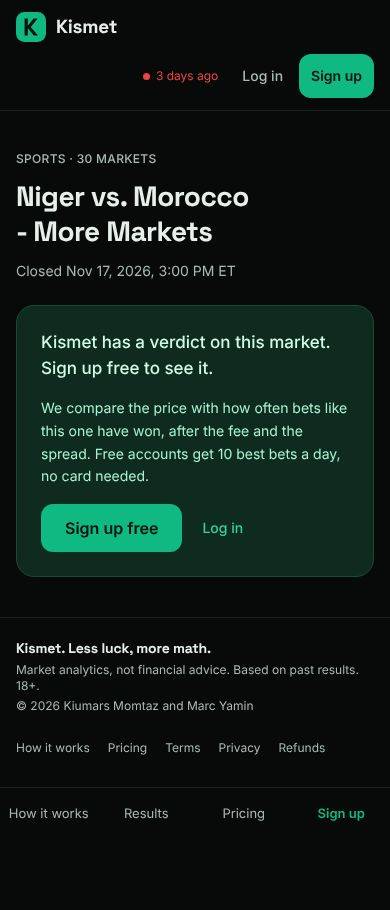 K Kismet
3 days ago Log in Sign up
SPORTS · 30 MARKETS
Niger vs. Morocco
- More Markets
Closed Nov 17, 2026, 3:00 PM ET
Kismet has a verdict on this market.
Sign up free to see it.
We compare the price with how often bets like
this one have won, after the fee and the
spread. Free accounts get 10 best bets a day,
no card needed.
Sign up free Log in
Kismet. Less luck, more math.
Market analytics, not financial advice. Based on past results.
18+.
© 2026 Kiumars Momtaz and Marc Yamin
How it works Pricing Terms Privacy Refunds
How it works Results Pricing Sign up